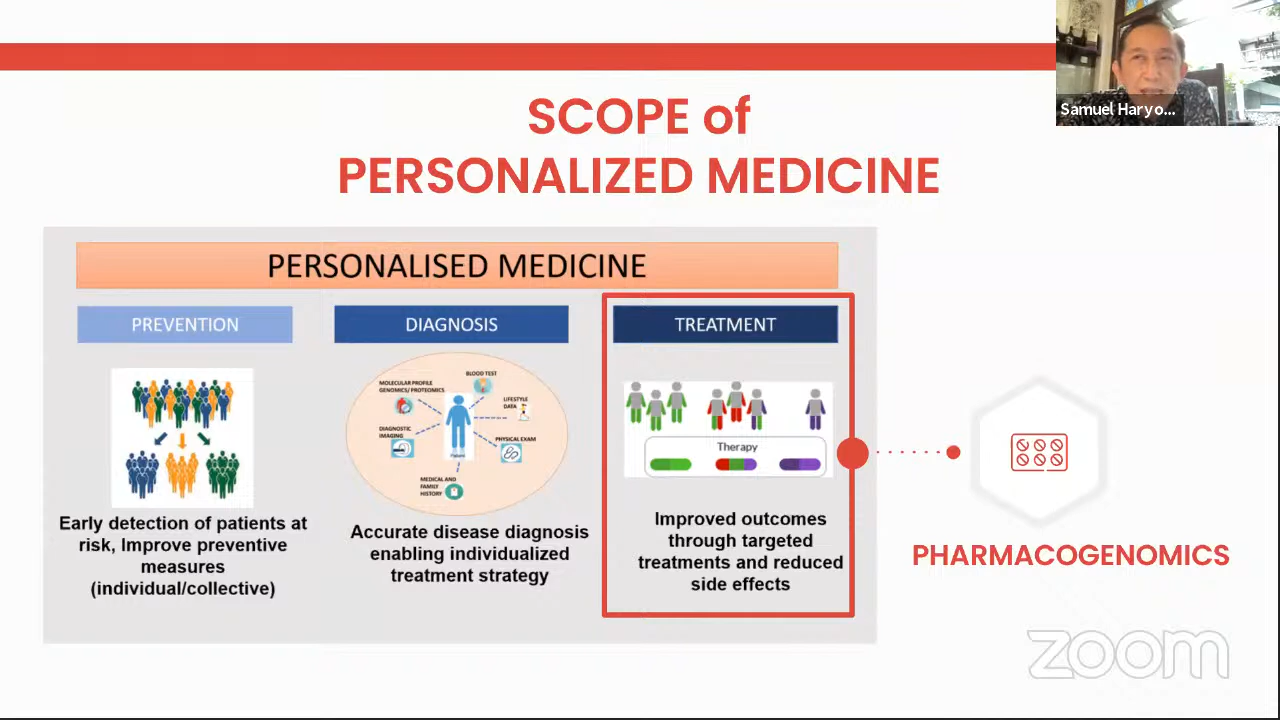 Samuel Haryo...
SCOPE of
PERSONALIZED MEDICINE
PERSONALISED MEDICINE
PREVENTION
Early detection of patients at
risk, Improve preventive
measures
(individual/collective)
DIAGNOSIS
BLOOD TEST
MOLECULAR PROFILE
GENOMICS/ PROTEOMICS
LIFESTYLE
DATA
DIAGNOSTIC
IMAGING
PHYSICAL EXAM
Patient
MEDICAL AND
FAMILY
HISTORY
Accurate disease diagnosis
enabling individualized
treatment strategy
TREATMENT
Therapy
Improved outcomes
through targeted
treatments and reduced
side effects
PHARMACOGENOMICS
zoom